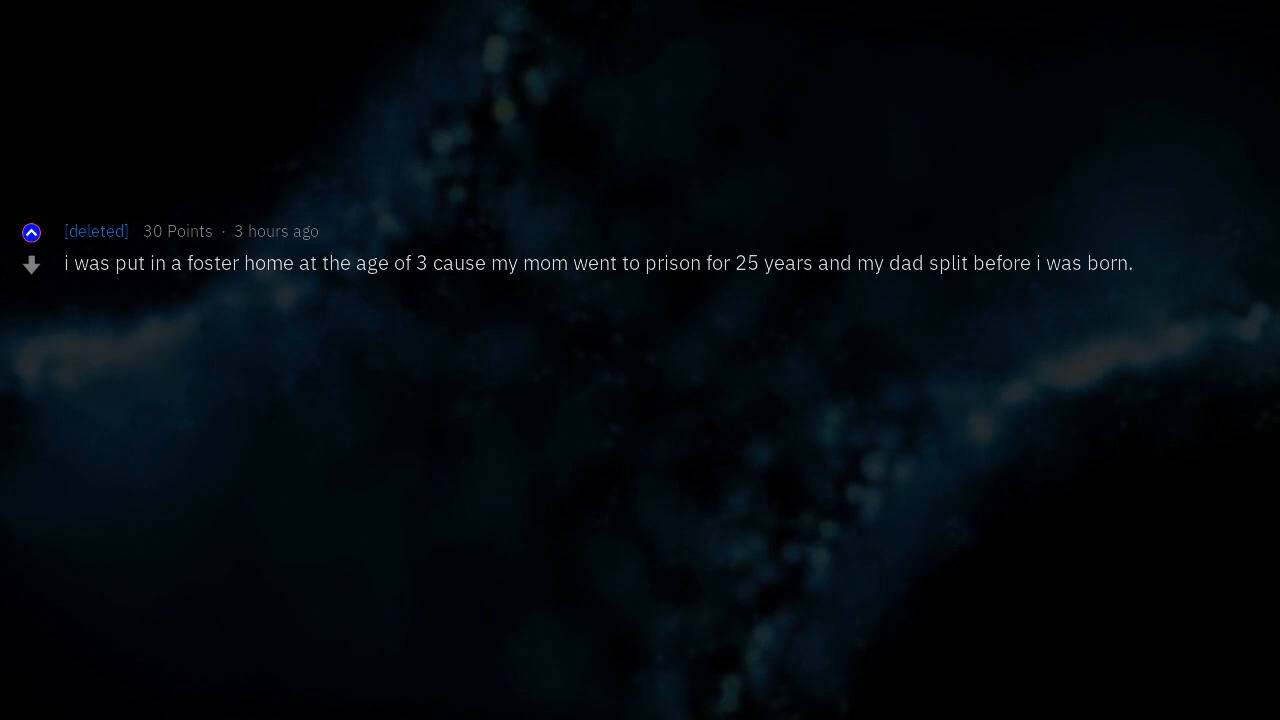 [deleted] 30 Points · 3 hours ago
i was put in a foster home at the age of 3 cause my mom went to prison for 25 years and my dad split before i was born.